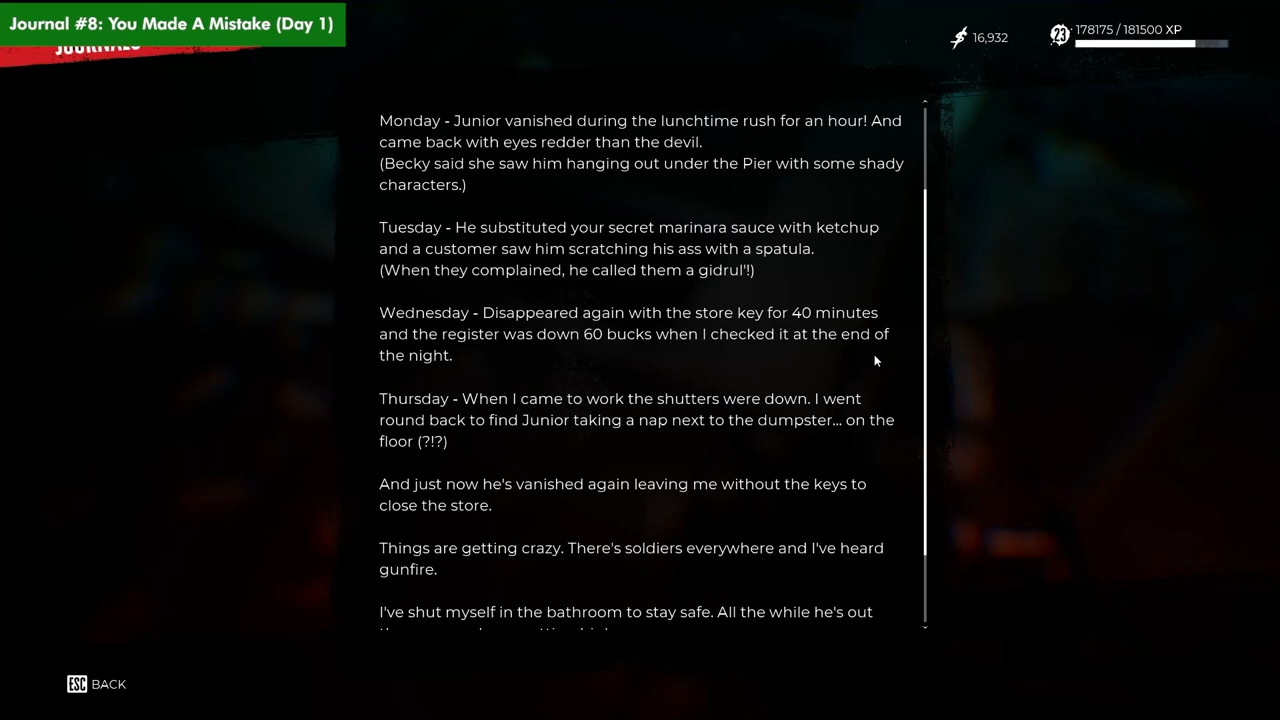 Journal #8: You Made A Mistake (Day 1)
JOURNALS
16,932
23
178175 / 181500 XP
Monday - Junior vanished during the lunchtime rush for an hour! And
came back with eyes redder than the devil.
(Becky said she saw him hanging out under the Pier with some shady
characters.)
Tuesday - He substituted your secret marinara sauce with ketchup
and a customer saw him scratching his ass with a spatula.
(When they complained, he called them a gidrul'!)
Wednesday - Disappeared again with the store key for 40 minutes
and the register was down 60 bucks when I checked it at the end of
the night.
Thursday - When I came to work the shutters were down. I went
round back to find Junior taking a nap next to the dumpster... on the
floor (?!?)
And just now he's vanished again leaving me without the keys to
close the store.
Things are getting crazy. There's soldiers everywhere and I've heard
gunfire.
I've shut myself in the bathroom to stay safe. All the while he's out
ESC BACK